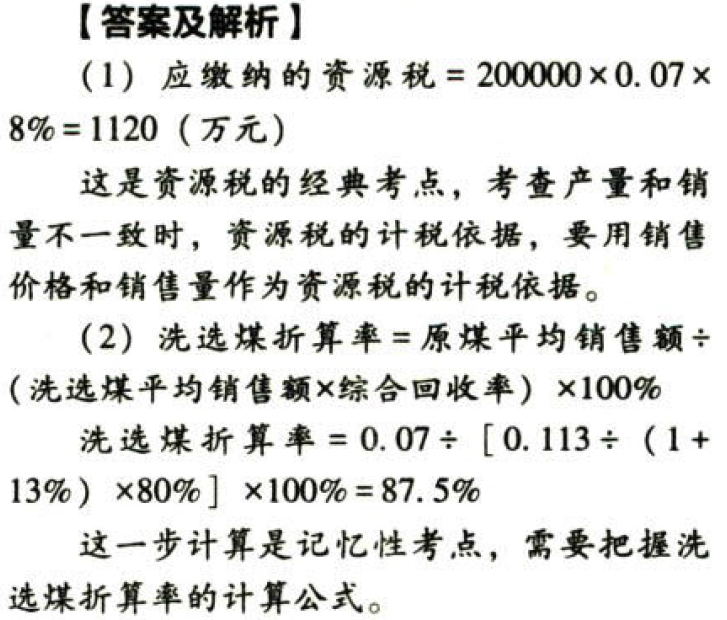 【答案及解析】
(1) 应缴纳的资源税=200000×0.07×
8%=1120（万元）
这是资源税的经典考点，考查产量和销
量不一致时，资源税的计税依据，要用销售
价格和销售量作为资源税的计税依据。
(2) 洗选煤折算率=原煤平均销售额÷
(洗选煤平均销售额×综合回收率）×100%
洗选煤折算率=0.07÷［0.113÷（1+
13%）×80%］×100%=87.5%
这一步计算是记忆性考点，需要把握洗
选煤折算率的计算公式。